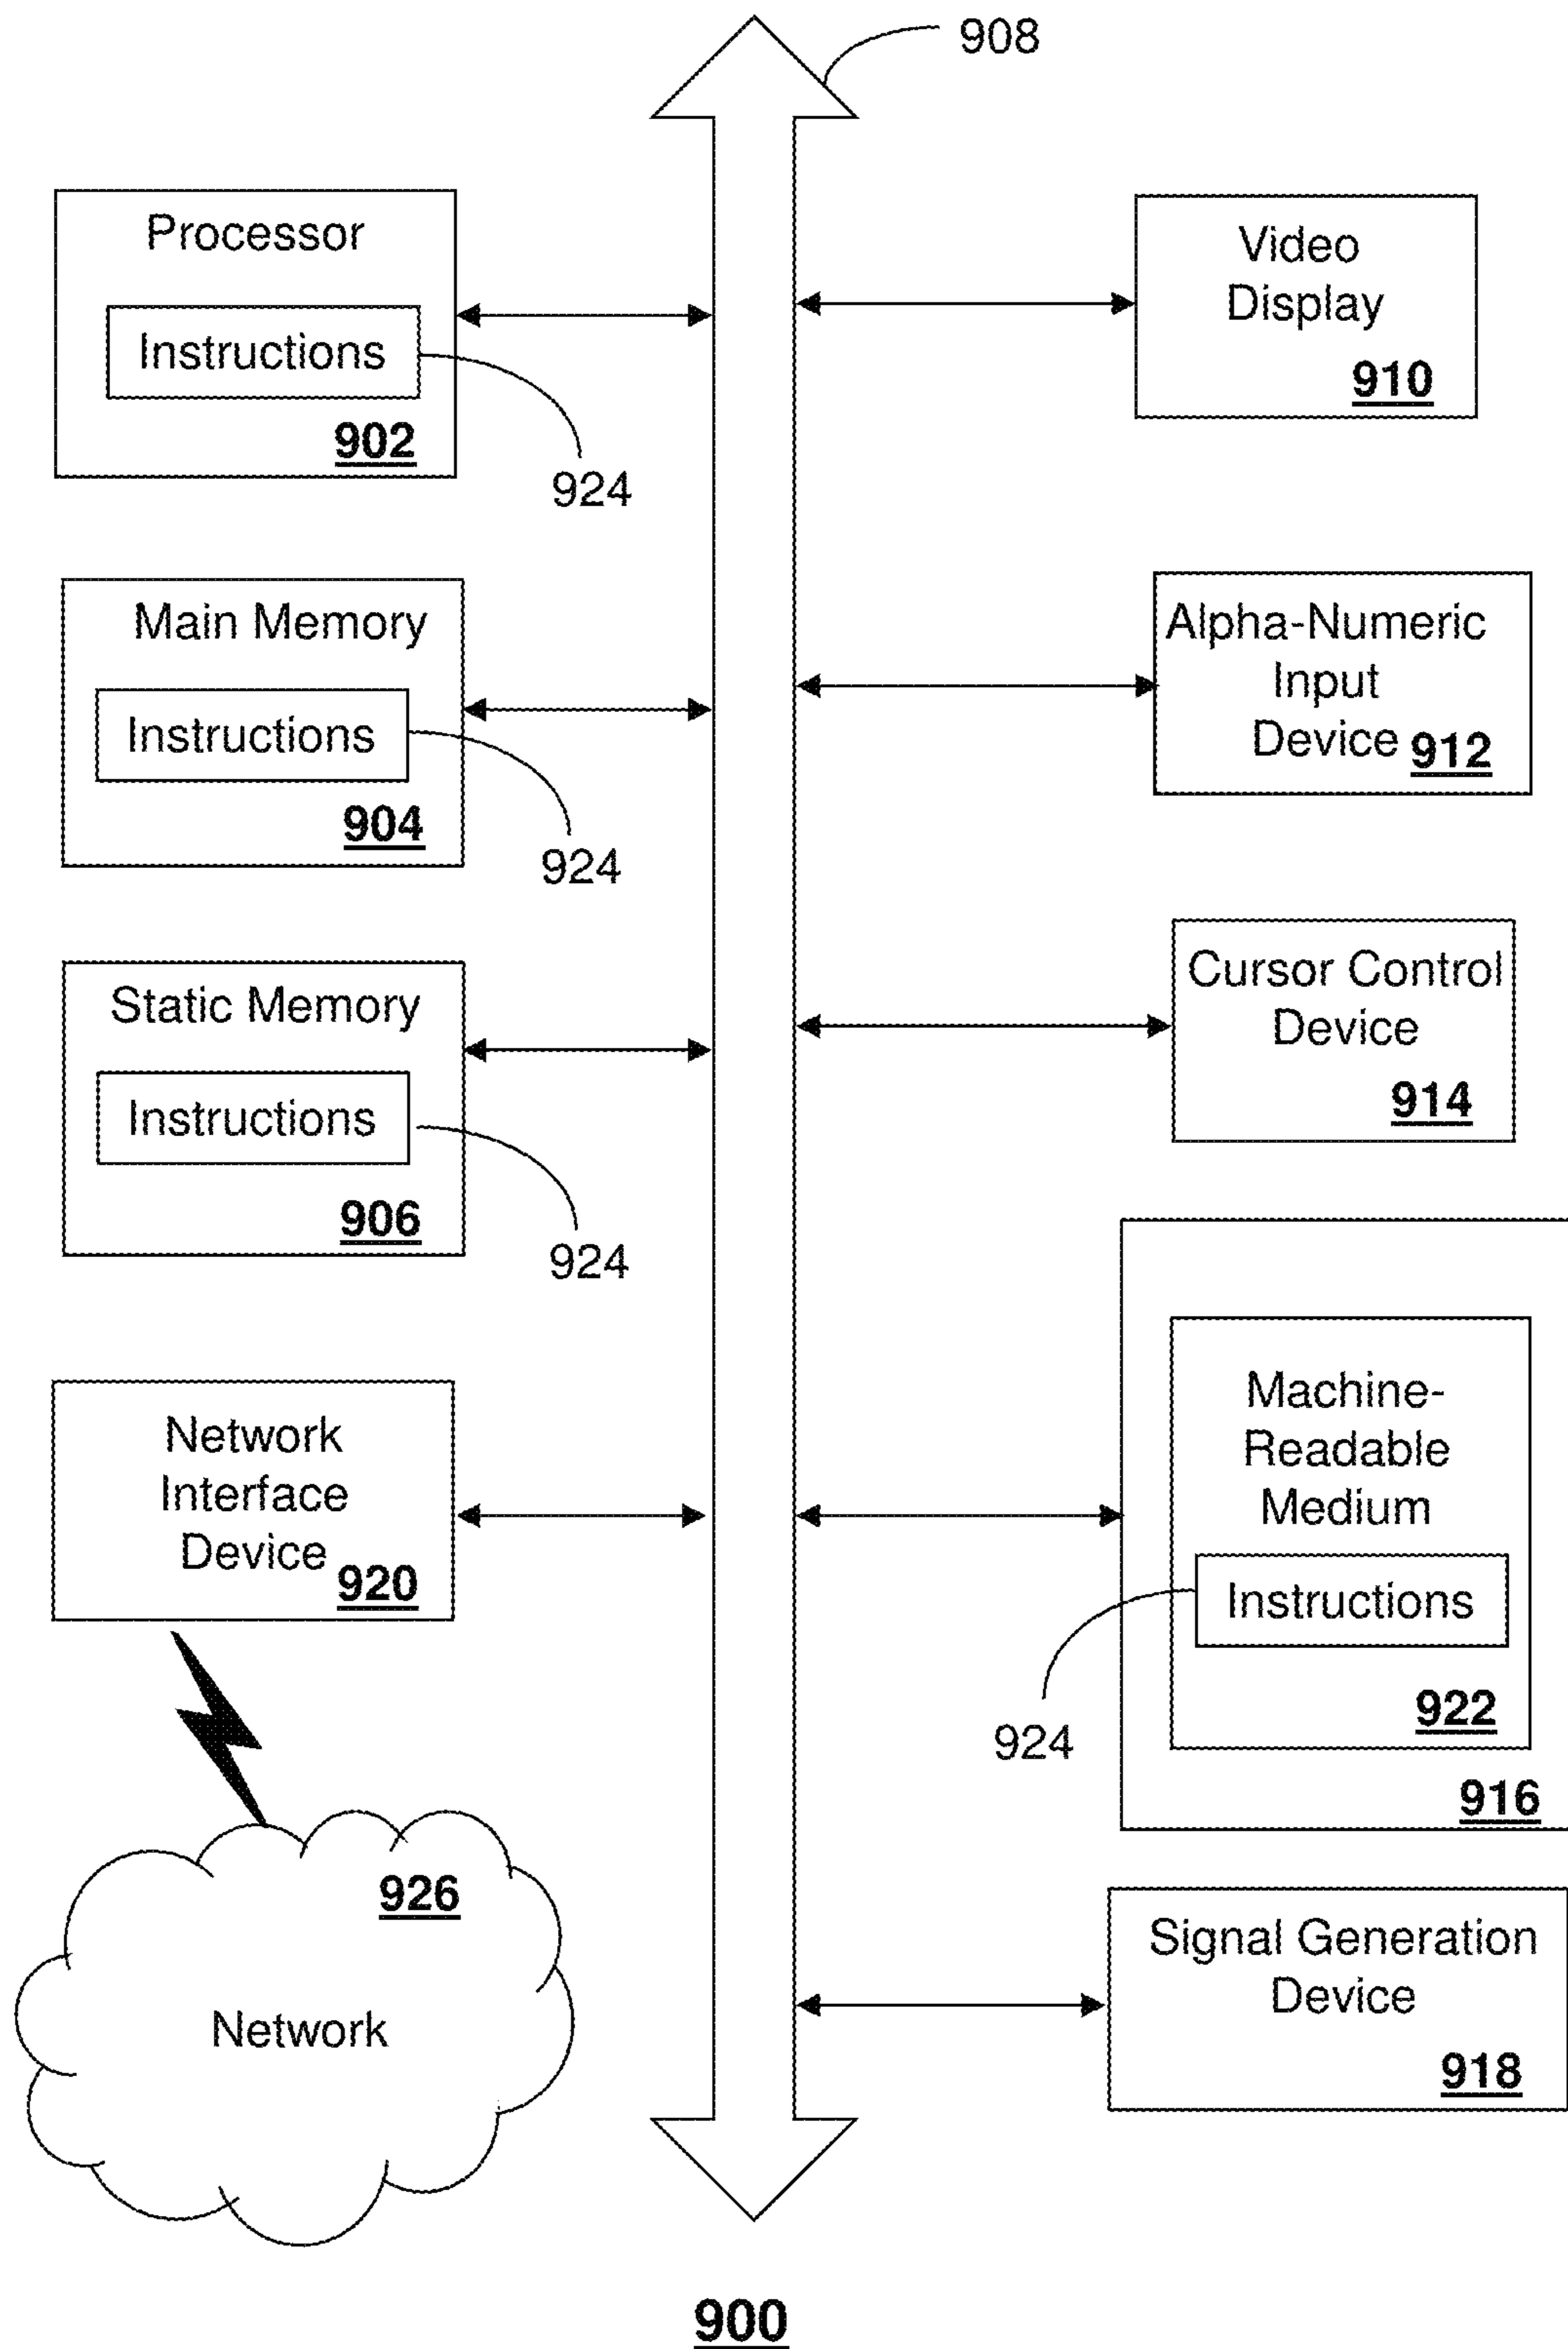 908
Processor
Instructions
902
924
Main Memory
Instructions
904
924
Static Memory
Instructions
906
924
Network
Interface
Device
920
926
Network
Video
Display
910
Alpha-Numeric
Input
Device 912
Cursor Control
Device
914
Machine-
Readable
Medium
Instructions
922
924
916
Signal Generation
Device
918
900